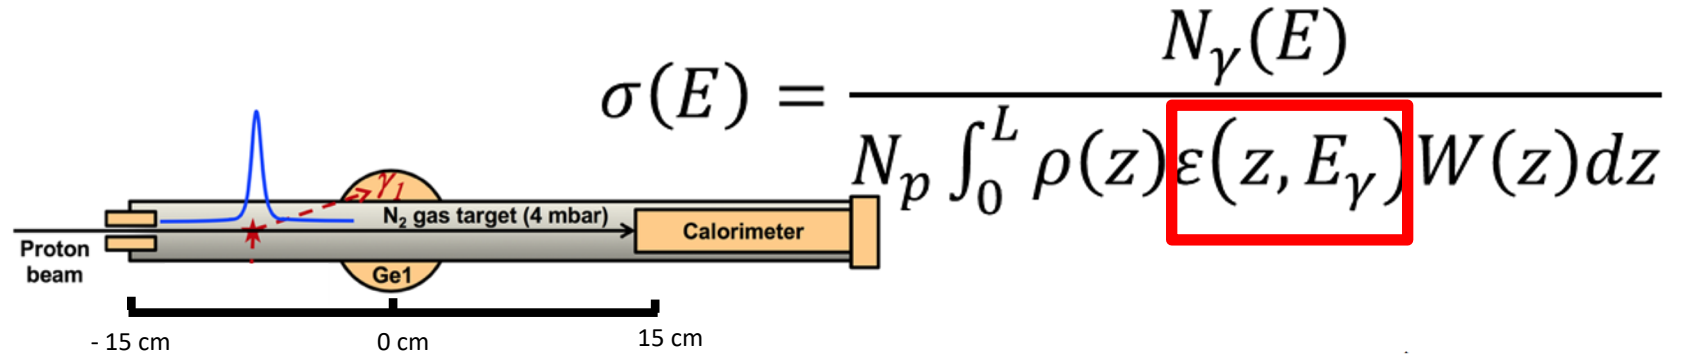 σ(E) = N_γ(E) / N_p ∫_0^L ρ(z)ε(z, E_γ)W(z)dz
γ₁
N₂ gas target (4 mbar)
Calorimeter
Proton
beam
Ge1
- 15 cm 0 cm 15 cm